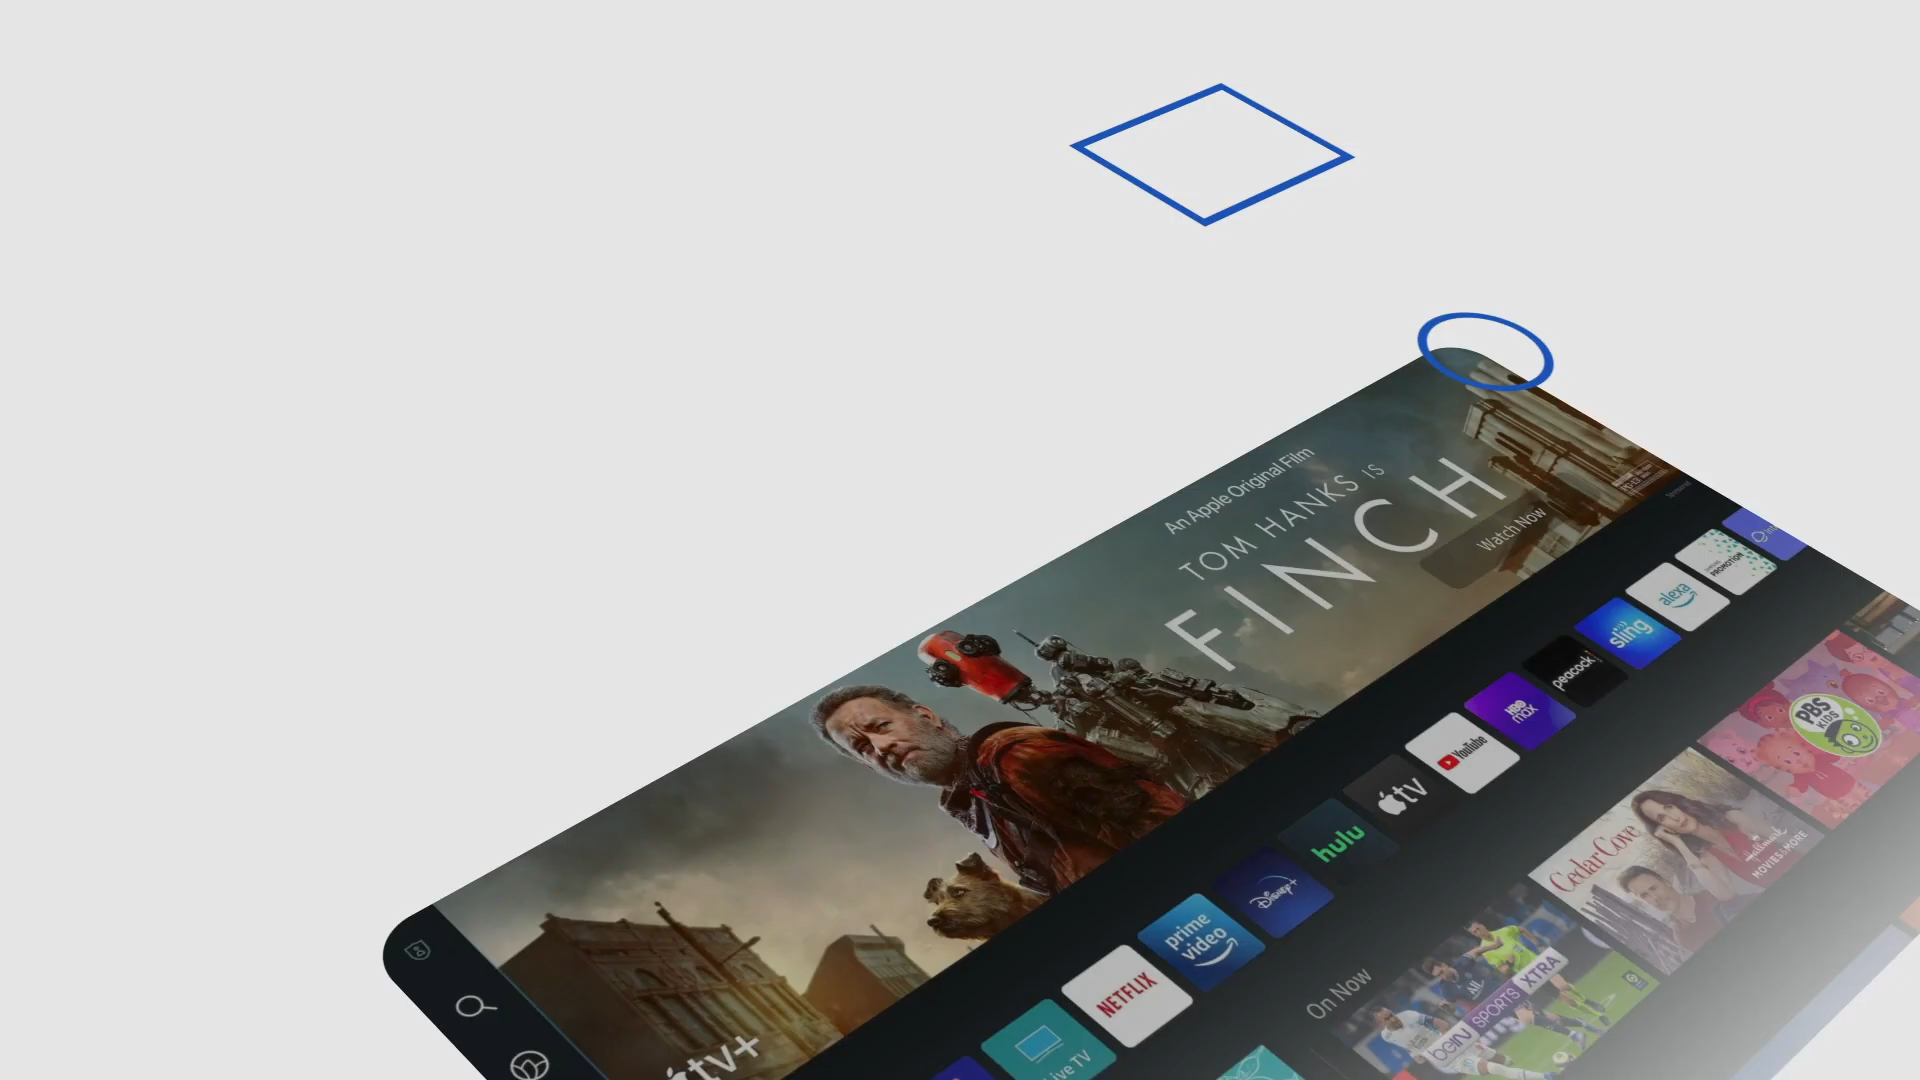 An Apple Original Film
TOM HANKS IS
FINCH
Watch Now
tv+
Live TV
NETFLIX
prime video
Disney+
hulu
tv
YouTube
HBO max
peacock
sling
alexa
PROMOTION
On Now
beIN SPORTS XTRA
Cedar Cove
Hallmark
MOVIES & MORE
PBS KIDS